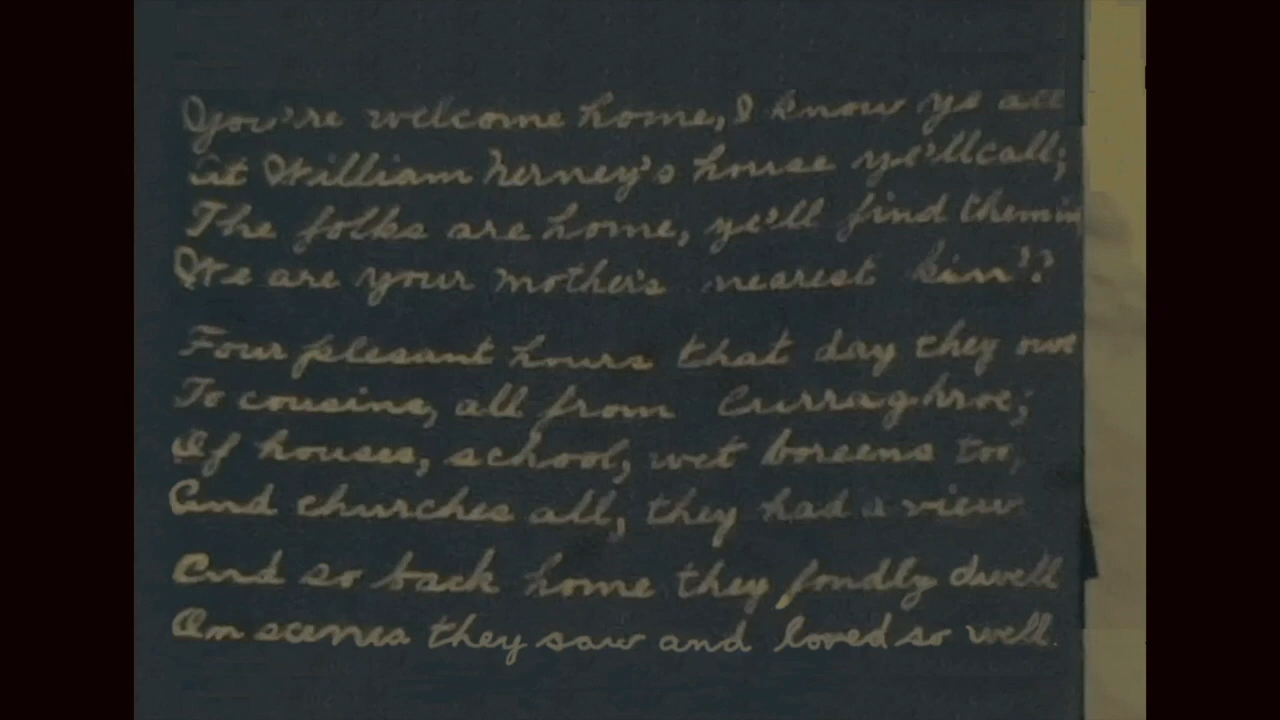 You're welcome home, I know ye all
At William Nerney's house ye'll call;
The folks are home, ye'll find them in
We are your mother's nearest kin"?
Four plesant hours that day they owe
To cousins, all from Curraghroe;
Of houses, school, wet boreens too,
And churches all, they had a view
And so back home they fondly dwell
On scenes they saw and loved so well.